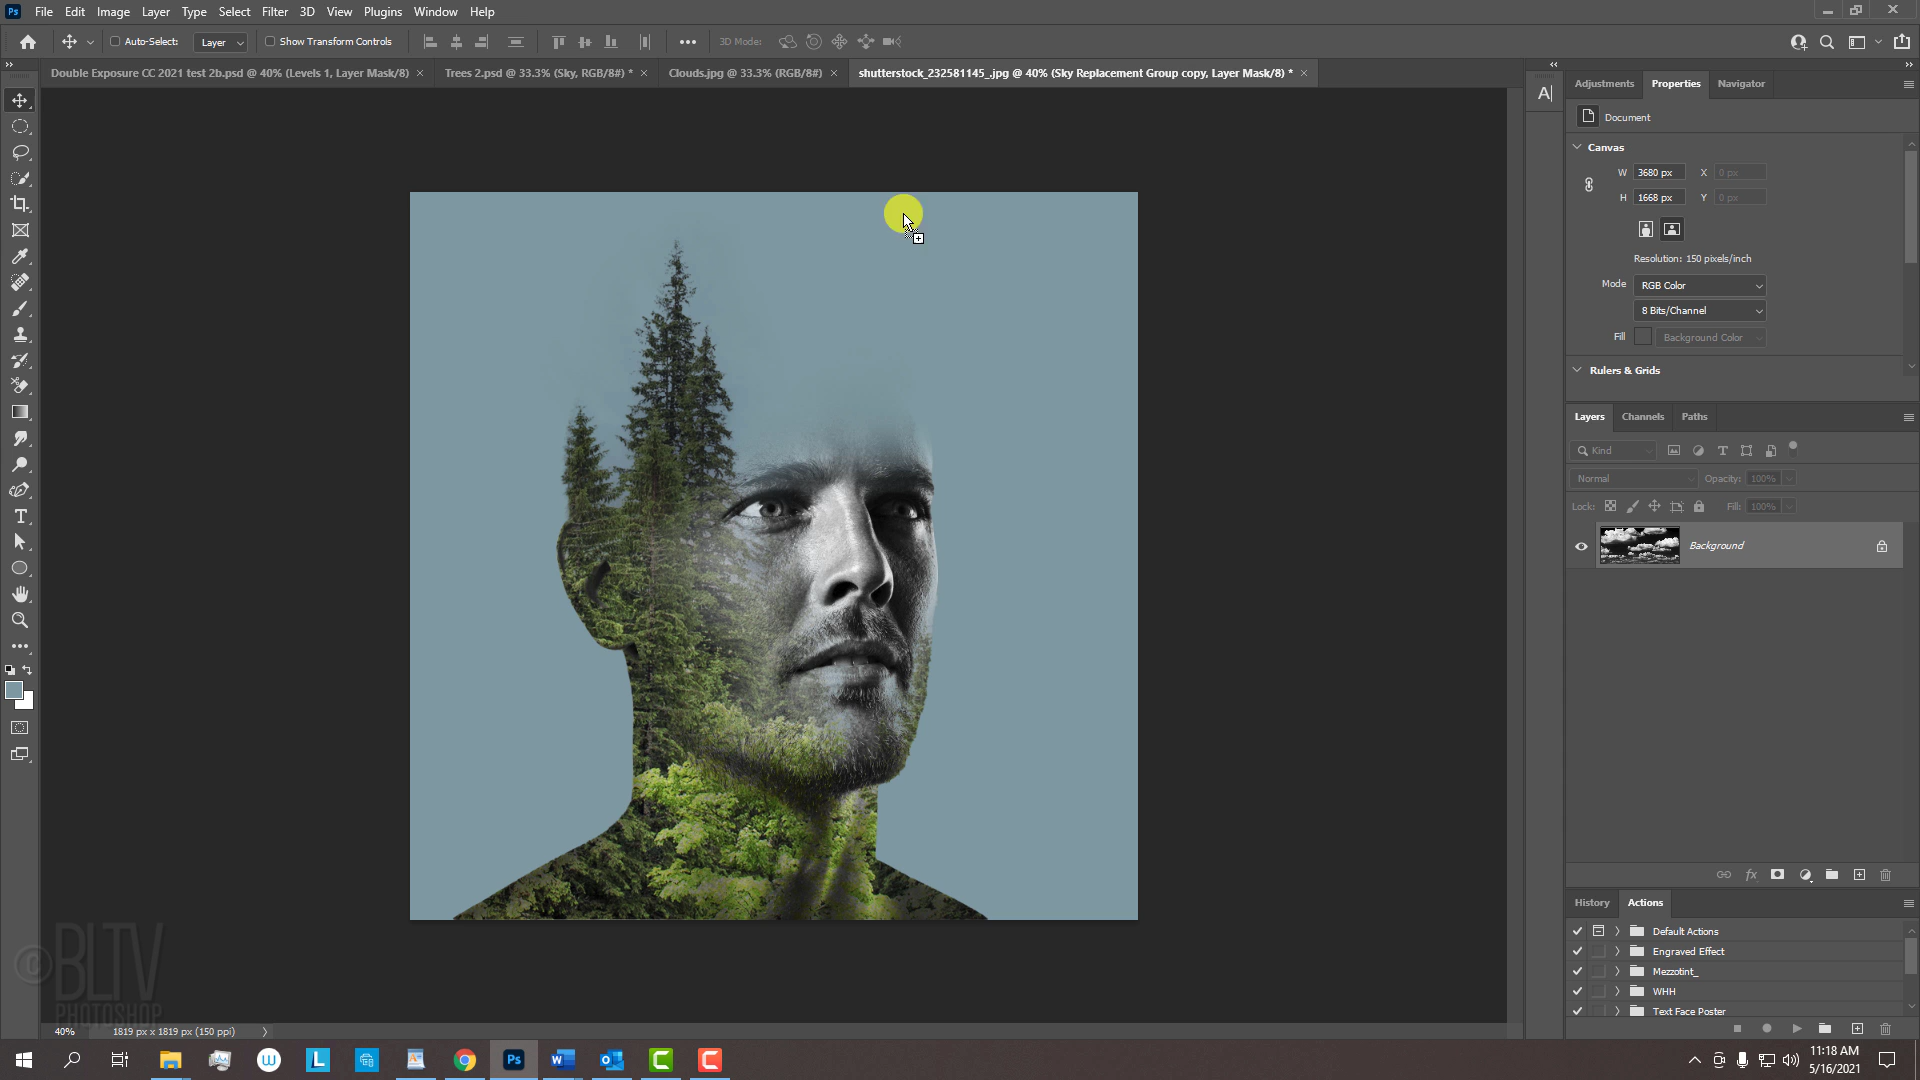 Ps File Edit Image Layer Type Select Filter 3D View Plugins Window Help
Auto-Select: Layer Show Transform Controls 3D Mode:
Double Exposure CC 2021 test 2b.psd @ 40% (Levels 1, Layer Mask/8) × Trees 2.psd @ 33.3% (Sky, RGB/8#) * × Clouds.jpg @ 33.3% (RGB/8#) × shutterstock_232581145_.jpg @ 40% (Sky Replacement Group copy, Layer Mask/8) * ×
A|
Adjustments Properties Navigator
Document
Canvas
W 3680 px X 0 px
H 1668 px Y 0 px
Resolution: 150 pixels/inch
Mode RGB Color
8 Bits/Channel
Fill Background Color
Rulers & Grids
Layers Channels Paths
Kind
Normal Opacity: 100%
Lock: Fill: 100%
Background
fx
History Actions
Default Actions
Engraved Effect
Mezzotint_
WHH
Text Face Poster
© BLTV
PHOTOSHOP
40% 1819 px x 1819 px (150 ppi)
11:18 AM
5/16/2021